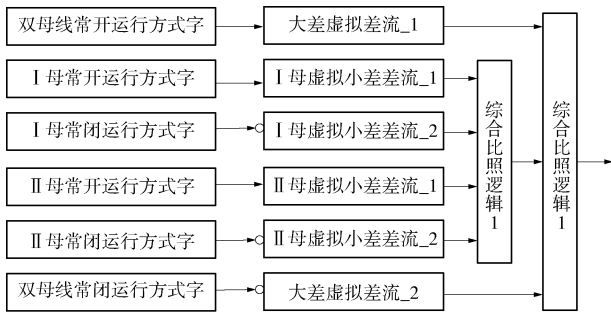 双母线常开运行方式字
大差虚拟差流_1
Ⅰ母常开运行方式字
Ⅰ母虚拟小差差流_1
Ⅰ母常闭运行方式字
Ⅰ母虚拟小差差流_2
Ⅱ母常开运行方式字
Ⅱ母虚拟小差差流_1
Ⅱ母常闭运行方式字
Ⅱ母虚拟小差差流_2
双母线常闭运行方式字
大差虚拟差流_2
综合比照逻辑1
综合比照逻辑1